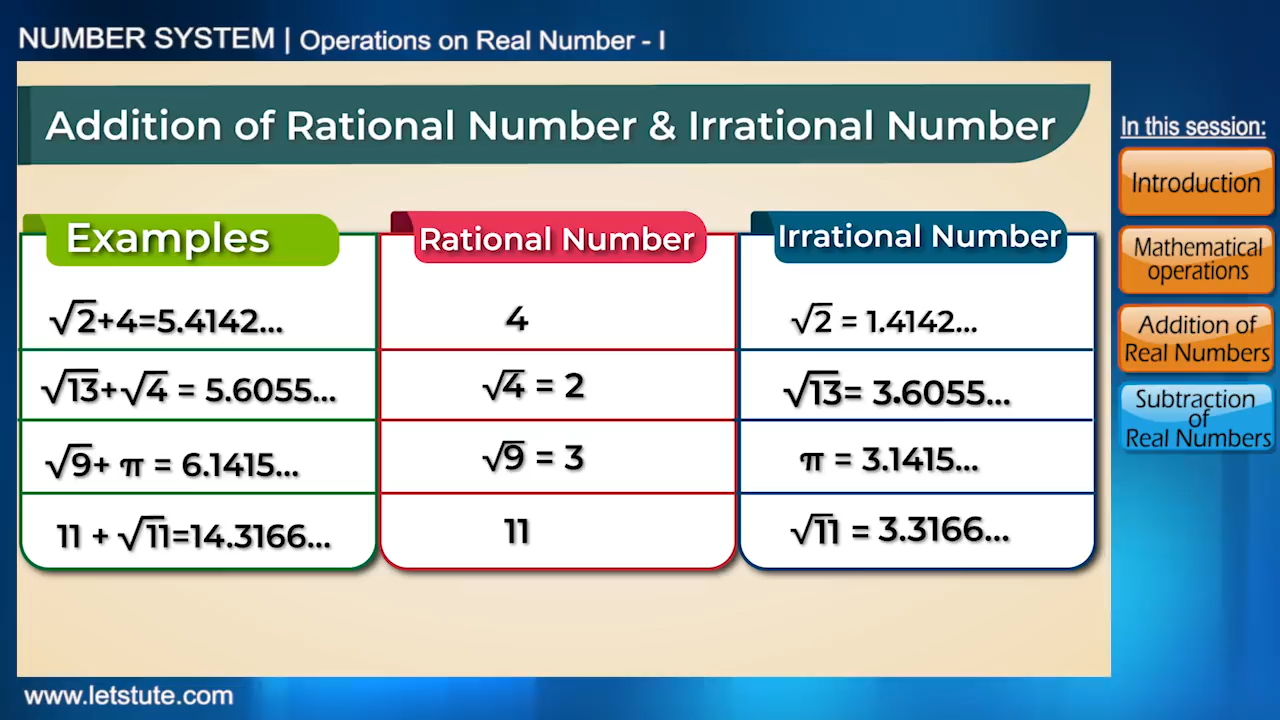 NUMBER SYSTEM | Operations on Real Number - I
Addition of Rational Number & Irrational Number
In this session:
Introduction
Mathematical
operations
Addition of
Real Numbers
Subtraction
of
Real Numbers
Examples Rational Number Irrational Number
√2+4=5.4142... 4 √2 = 1.4142...
√13+√4 = 5.6055... √4 = 2 √13= 3.6055...
√9+ π = 6.1415... √9 = 3 π = 3.1415...
11 + √11=14.3166... 11 √11 = 3.3166...
www.letstute.com